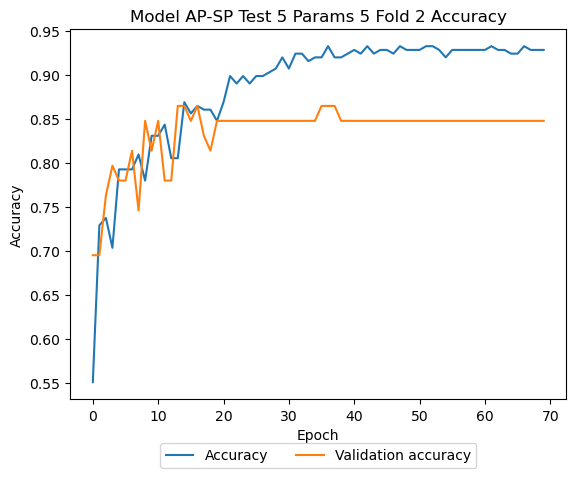 Model AP-SP Test 5 Params 5 Fold 2 Accuracy
0.95
0.90
0.85
0.80
0.75
0.70
0.65
0.60
0.55
Accuracy
0 10 20 30 40 50 60 70
Epoch
Accuracy Validation accuracy